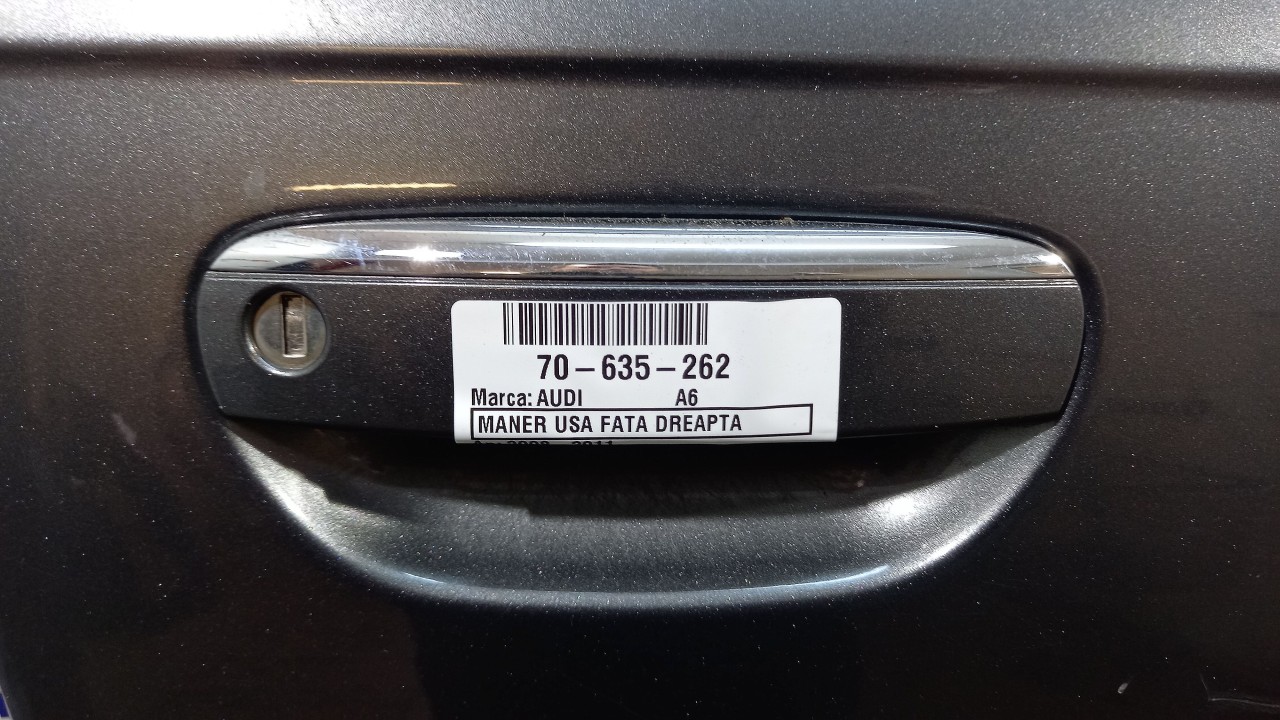 70-635-262
Marca: AUDI A6
MANER USA FATA DREAPTA